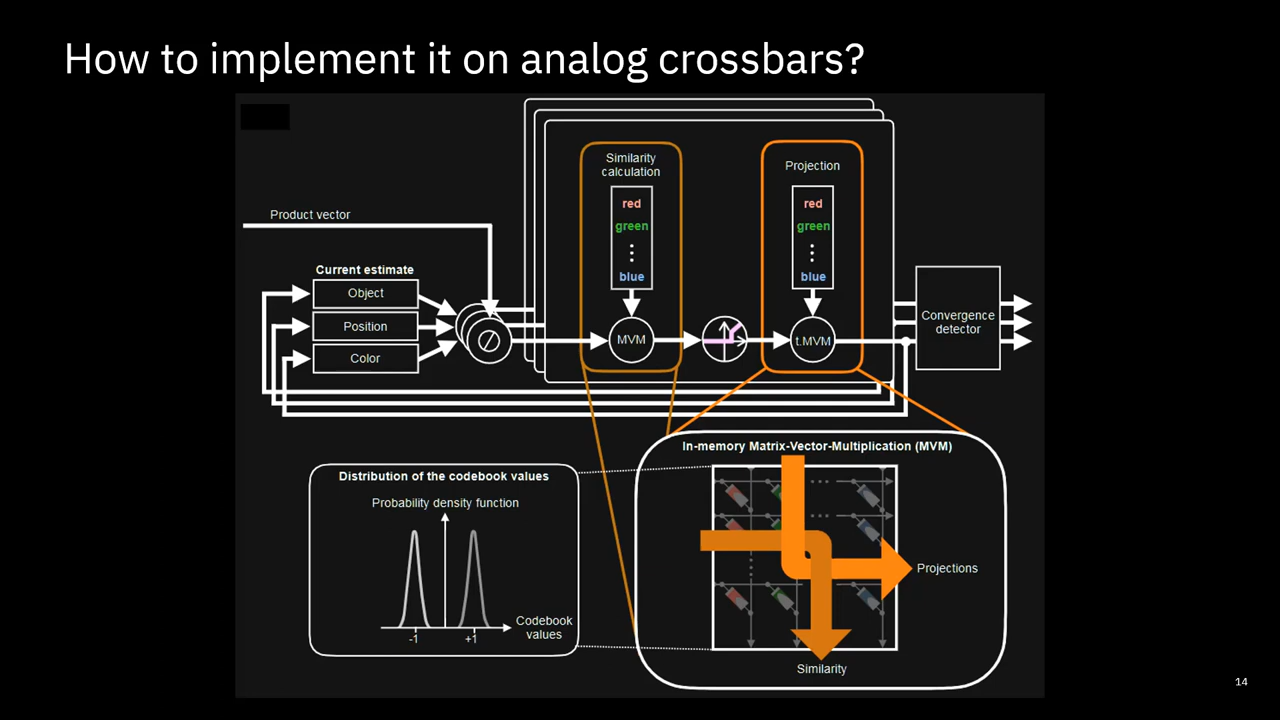 How to implement it on analog crossbars?
Similarity
calculation
Projection
red
green
blue
red
green
blue
Product vector
Current estimate
Object
Position
Color
MVM
t.MVM
Convergence
detector
In-memory Matrix-Vector-Multiplication (MVM)
Distribution of the codebook values
Probability density function
Codebook
values
-1
+1
Projections
Similarity
14